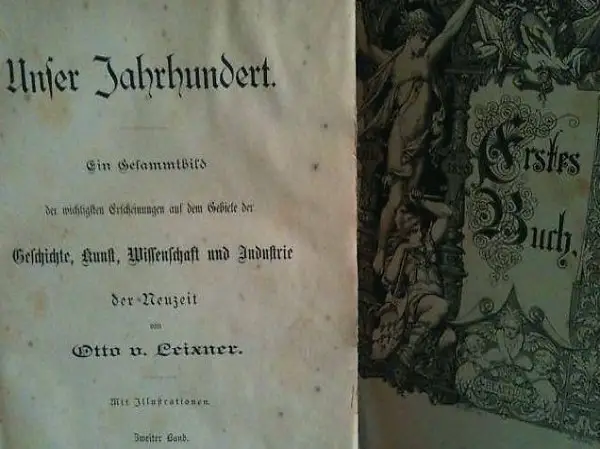 Unser Jahrhundert.
Ein Gesammtbild
der wichtigsten Erscheinungen auf dem Gebiete der
Geschichte, Kunst, Wissenschaft und Industrie
der Neuzeit
von
Otto v. Leixner.
Mit Illustrationen.
Zweiter Band.
Erstes
Buch.